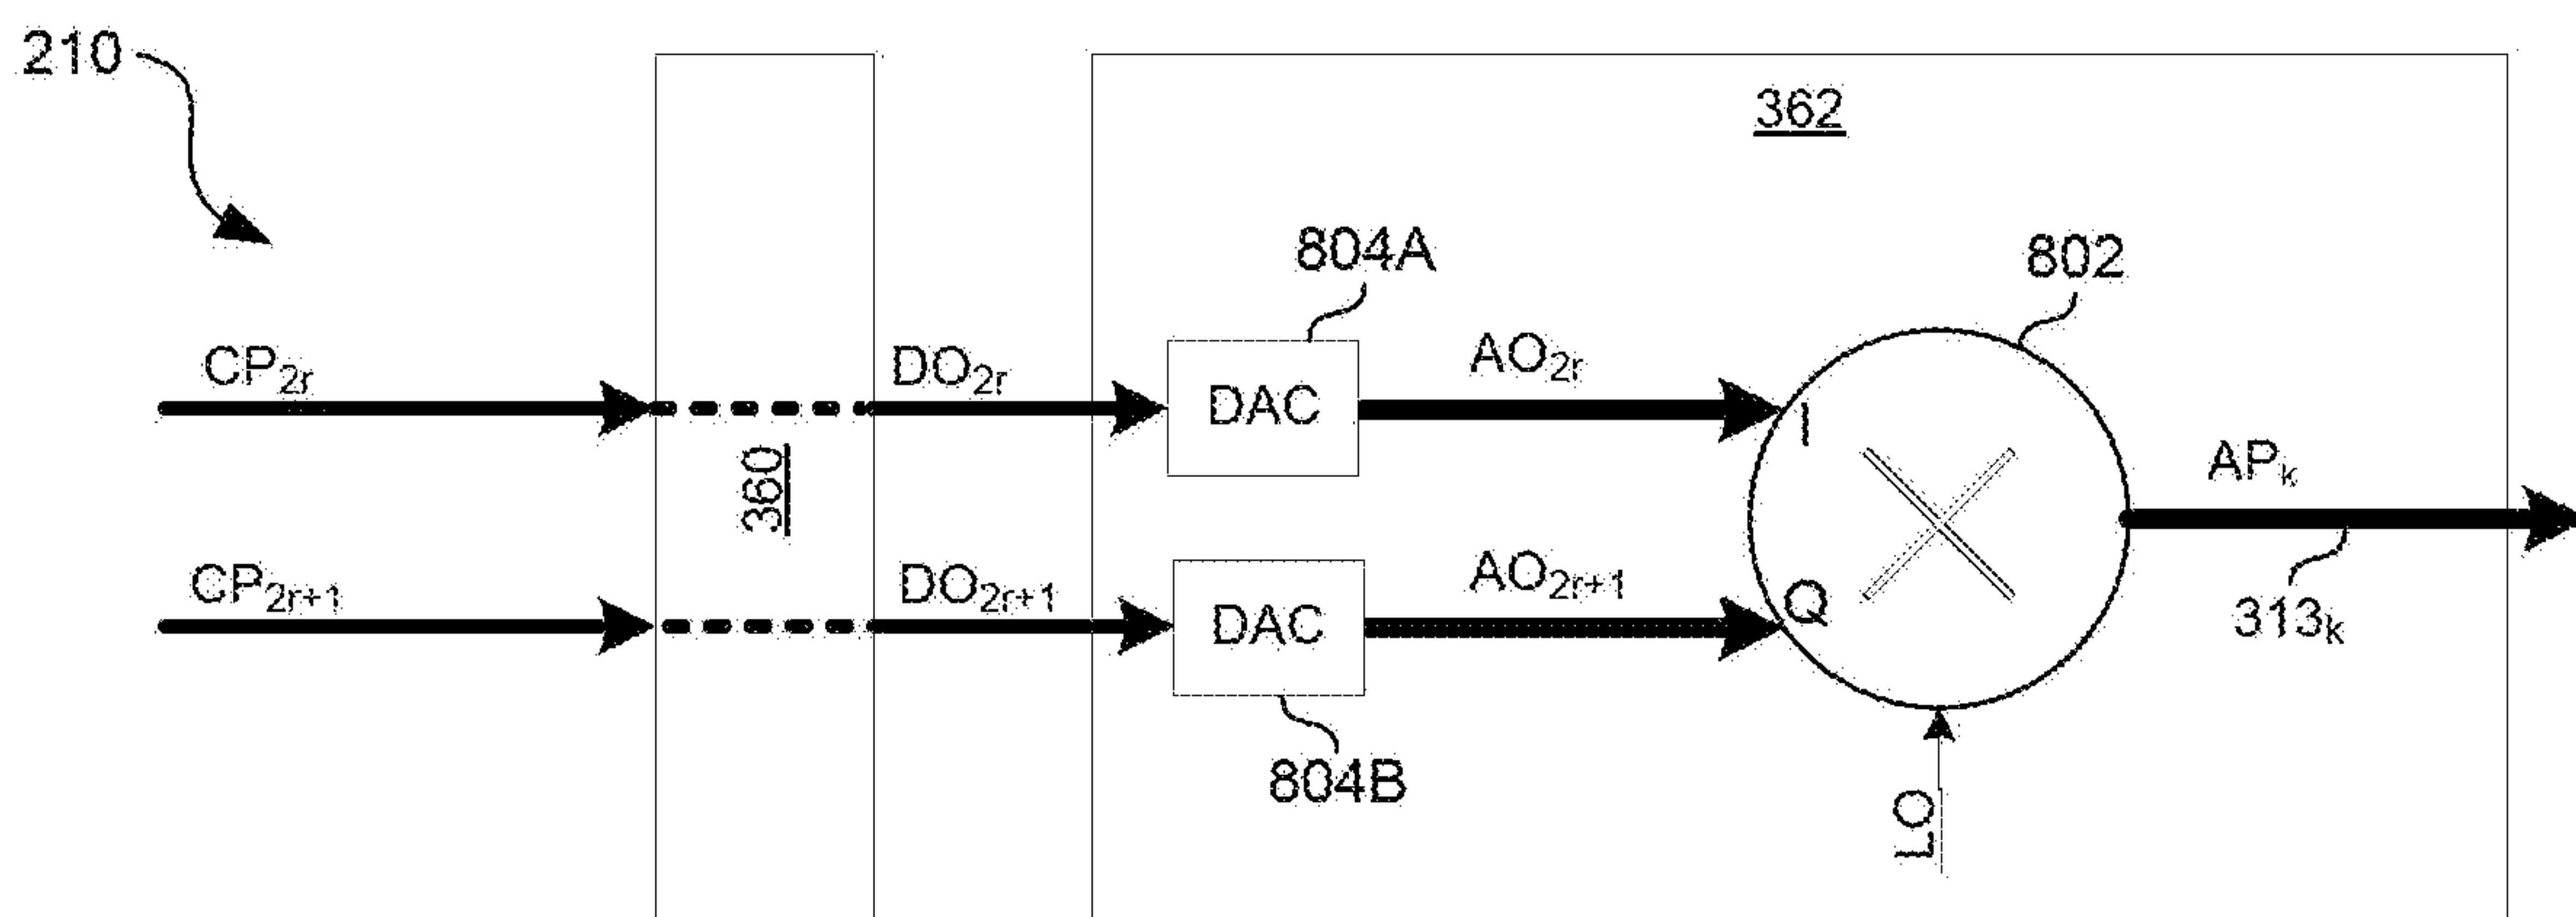 210
362
804A
802
CP2r
DO2r
DAC
AO2r
I
APk
360
CP2r+1
DO2r+1
DAC
AO2r+1
Q
313k
804B
LO